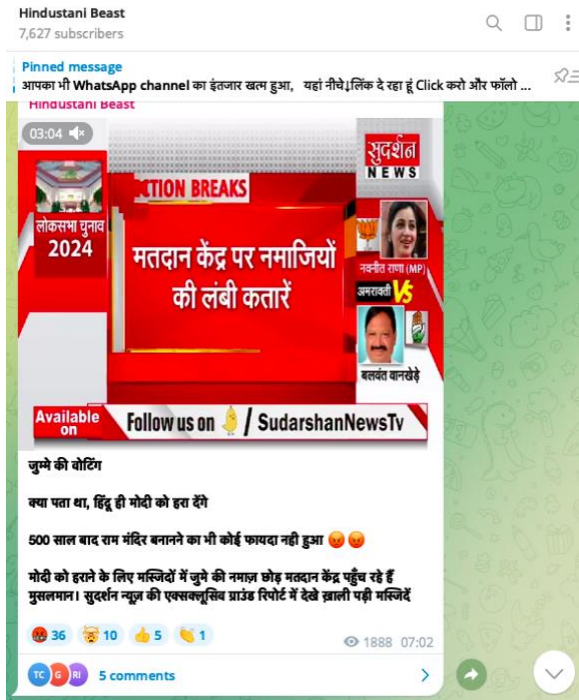 Hindustani Beast
7,627 subscribers
Pinned message
आपका भी WhatsApp channel का इंतजार खत्म हुआ, यहां नीचे↓लिंक दे रहा हूं Click करो और फॉलो ...
Hindustani Beast
03:04
सुदर्शन
NEWS
CTION BREAKS
लोकसभा चुनाव
2024
मतदान केंद्र पर नमाजियों
की लंबी कतारें
नवनीत राणा (MP)
अमरावती VS
बलवंत वानखेड़े
Available
on
Follow us on / SudarshanNewsTv
जुम्मे की वोटिंग
क्या पता था, हिंदू ही मोदी को हरा देंगे
500 साल बाद राम मंदिर बनानने का भी कोई फायदा नही हुआ 😡 😡
मोदी को हराने के लिए मस्जिदों में जुमे की नमाज़ छोड़ मतदान केंद्र पहुँच रहे हैं
मुसलमान। सुदर्शन न्यूज़ की एक्सक्लूसिव ग्राउंड रिपोर्ट में देखे ख़ाली पड़ी मस्जिदें
🤬 36 🤯 10 👍 5 👏 1
1888 07:02
TC G RI 5 comments